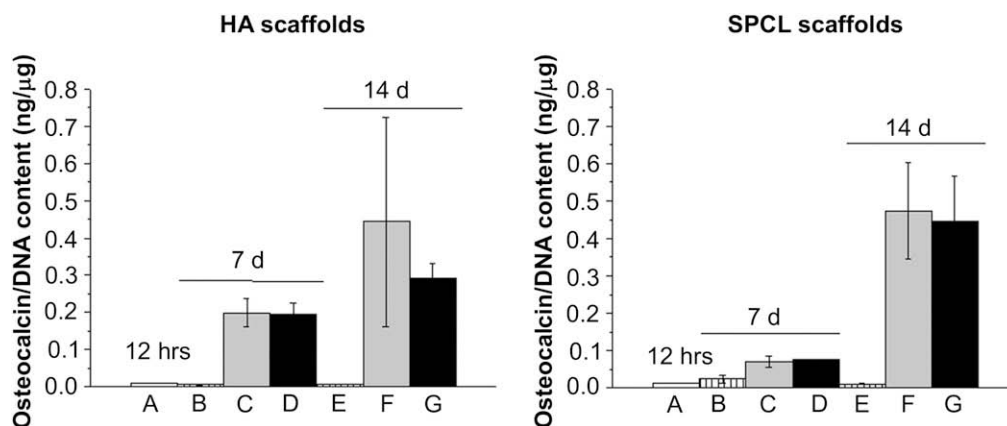 HA scaffolds
Osteocalcin/DNA content (ng/μg)
0.8
0.7
0.6
0.5
0.4
0.3
0.2
0.1
0.0
12 hrs
7 d
14 d
A B C D E F G
SPCL scaffolds
Osteocalcin/DNA content (ng/μg)
0.8
0.7
0.6
0.5
0.4
0.3
0.2
0.1
0.0
12 hrs
7 d
14 d
A B C D E F G